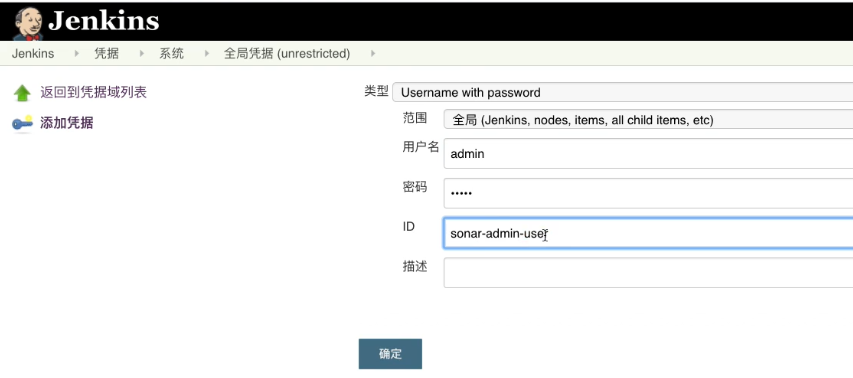 Jenkins
Jenkins 凭据 系统 全局凭据 (unrestricted)
返回到凭据域列表
添加凭据
类型 Username with password
范围 全局 (Jenkins, nodes, items, all child items, etc)
用户名 admin
密码 •••••
ID sonar-admin-user
描述
确定